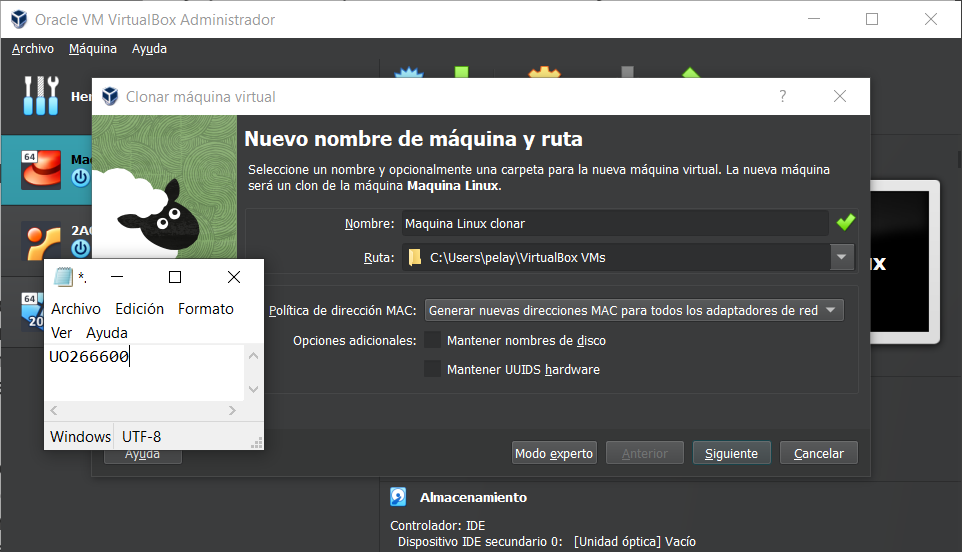 Oracle VM VirtualBox Administrador
Archivo Máquina Ayuda
Clonar máquina virtual
?
Nuevo nombre de máquina y ruta
Seleccione un nombre y opcionalmente una carpeta para la nueva máquina virtual. La nueva máquina
será un clon de la máquina Maquina Linux.
64
Nombre: Maquina Linux clonar
Ruta: C:\Users\pelay\VirtualBox VMs
Política de dirección MAC: Generar nuevas direcciones MAC para todos los adaptadores de red
Opciones adicionales: Mantener nombres de disco
Mantener UUIDS hardware
64
20
*.
Archivo Edición Formato
Ver Ayuda
UO266600
Windows UTF-8
Ayuda
Modo experto Anterior Siguiente Cancelar
Almacenamiento
Controlador: IDE
Dispositivo IDE secundario 0: [Unidad óptica] Vacío